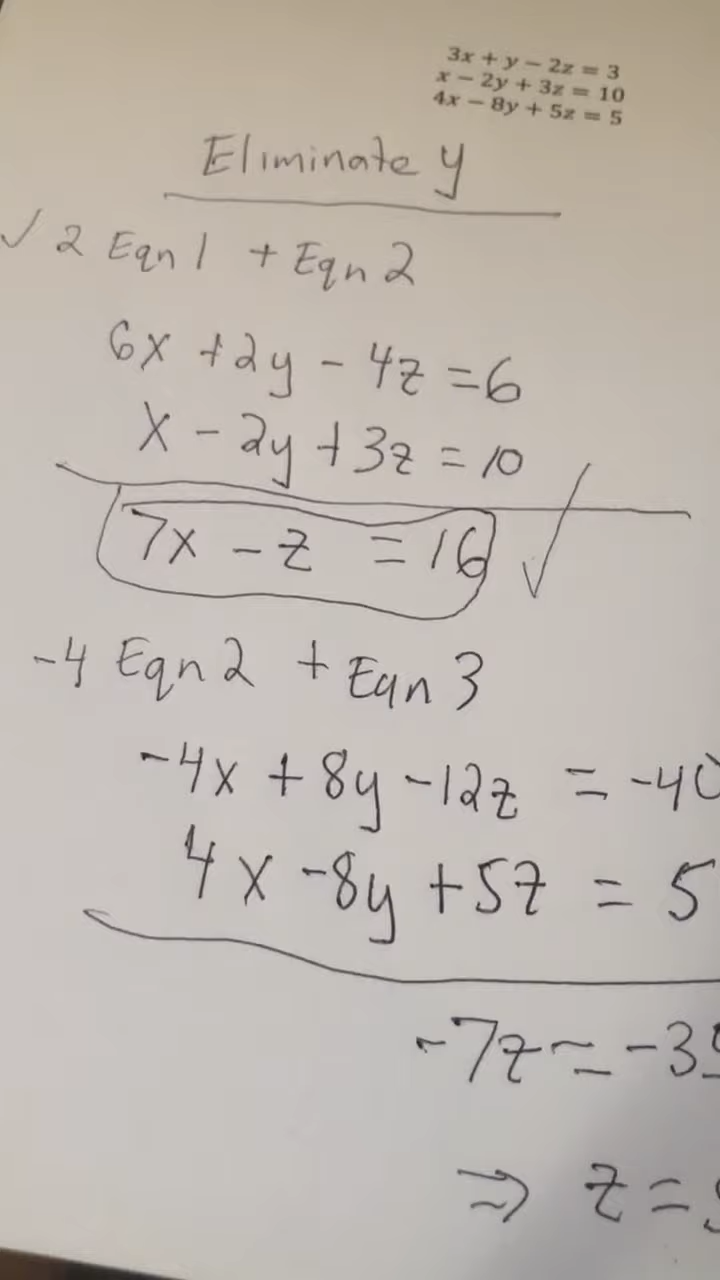 3x + y − 2z = 3
x − 2y + 3z = 10
4x − 8y + 5z = 5
Eliminate y
✓ 2 Eqn 1 + Eqn 2
6x + 2y − 4z = 6
x − 2y + 3z = 10
7x − z = 16 ✓
-4 Eqn 2 + Eqn 3
-4x + 8y - 12z = -40
4x - 8y + 5z = 5
-7z = -35
⇒ z =